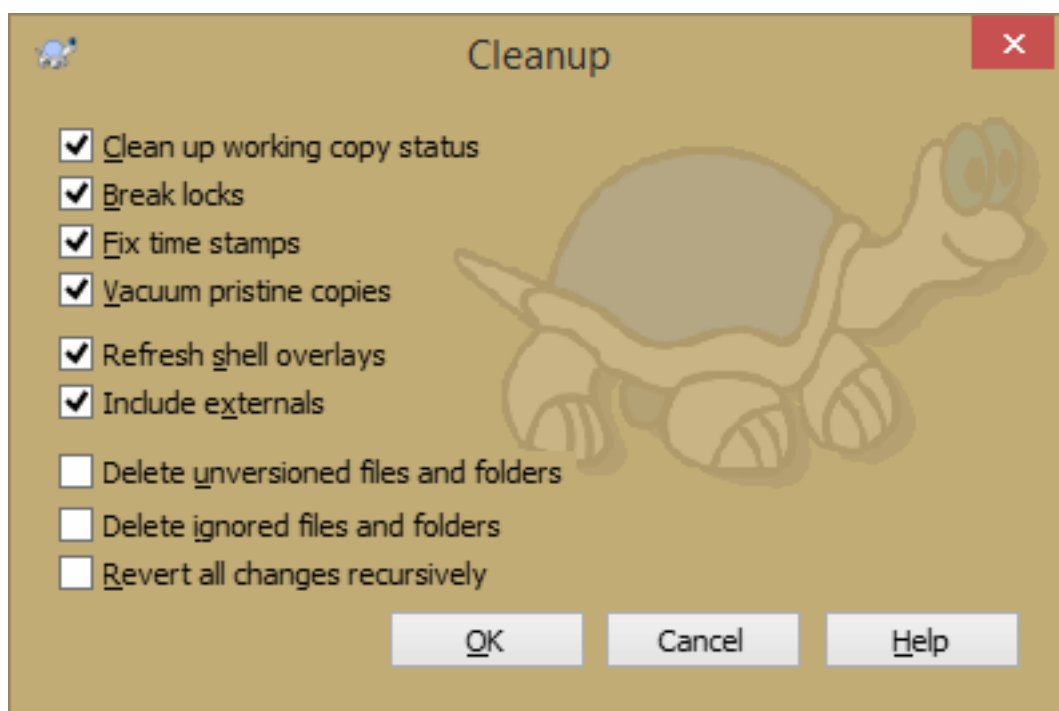 Cleanup
Clean up working copy status
Break locks
Fix time stamps
Vacuum pristine copies
Refresh shell overlays
Include externals
Delete unversioned files and folders
Delete ignored files and folders
Revert all changes recursively
OK Cancel Help